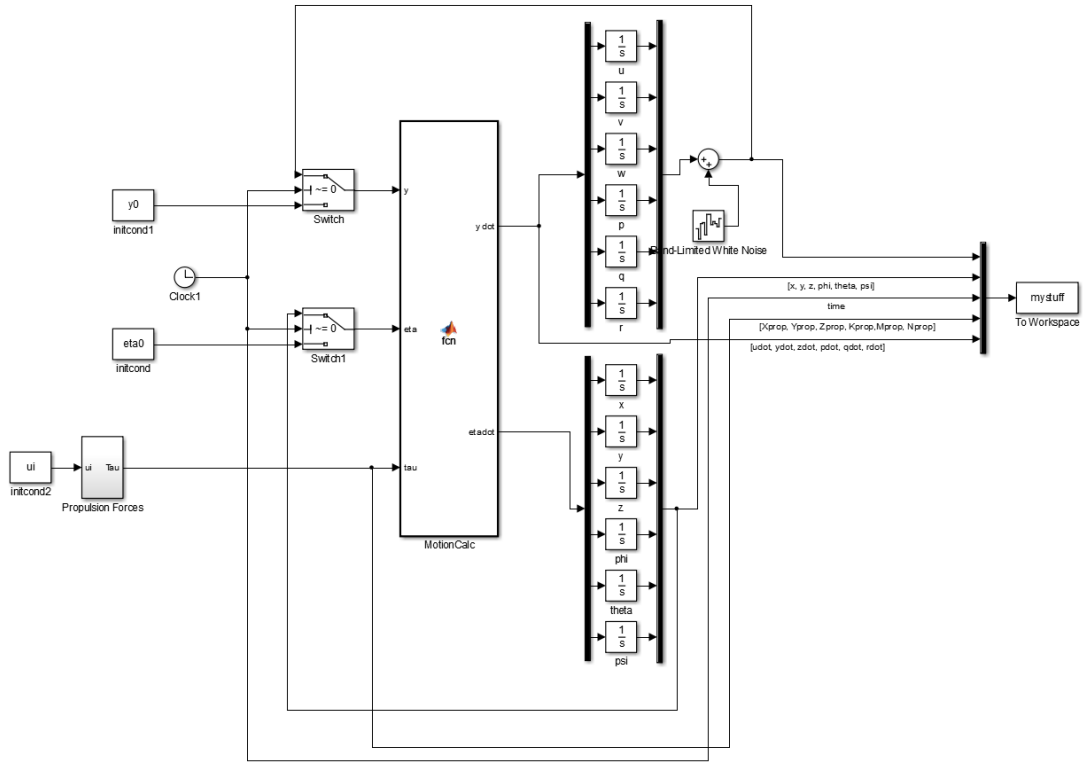 1
s
u
1
s
v
1
s
w
1
s
p
1
s
q
1
s
r
y0
initcond1
~= 0
Switch
y
y dot
Clock1
eta0
initcond
~= 0
Switch1
eta
fcn
etadot
ui
initcond2
ui
Tau
Propulsion Forces
tau
MotionCalc
1
s
x
1
s
y
1
s
z
1
s
phi
1
s
theta
1
s
psi
+
+
-Limited White Noise
[x, y, z, phi, theta, psi]
time
[Xprop, Yprop, Zprop, Kprop,Mprop, Nprop]
[udot, ydot, zdot, pdot, qdot, rdot]
mystuff
To Workspace